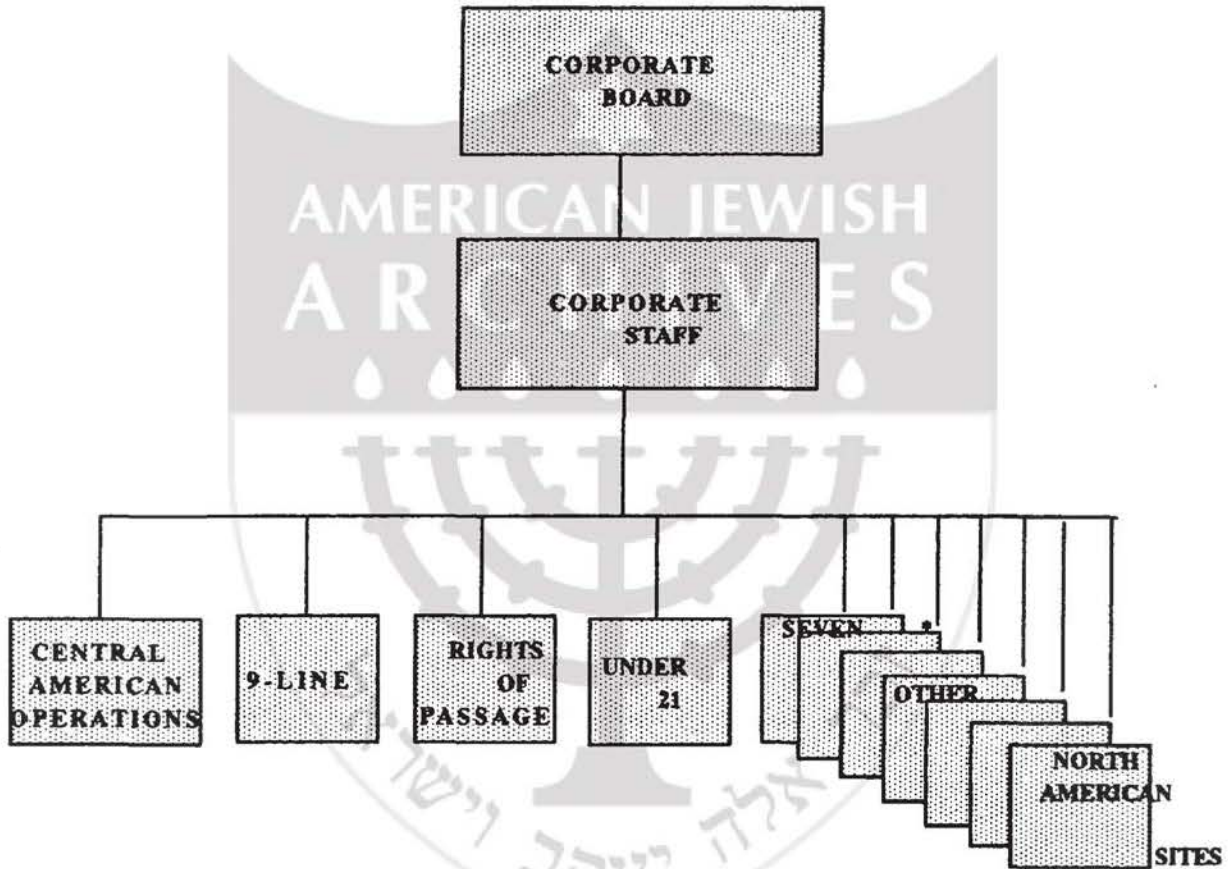 CORPORATE
BOARD
AMERICAN JEWISH
ARCHIVES
CORPORATE
STAFF
CENTRAL
AMERICAN
OPERATIONS
9-LINE
RIGHTS
OF
PASSAGE
UNDER
21
SEVEN *
OTHER
NORTH
AMERICAN
SITES
אלה